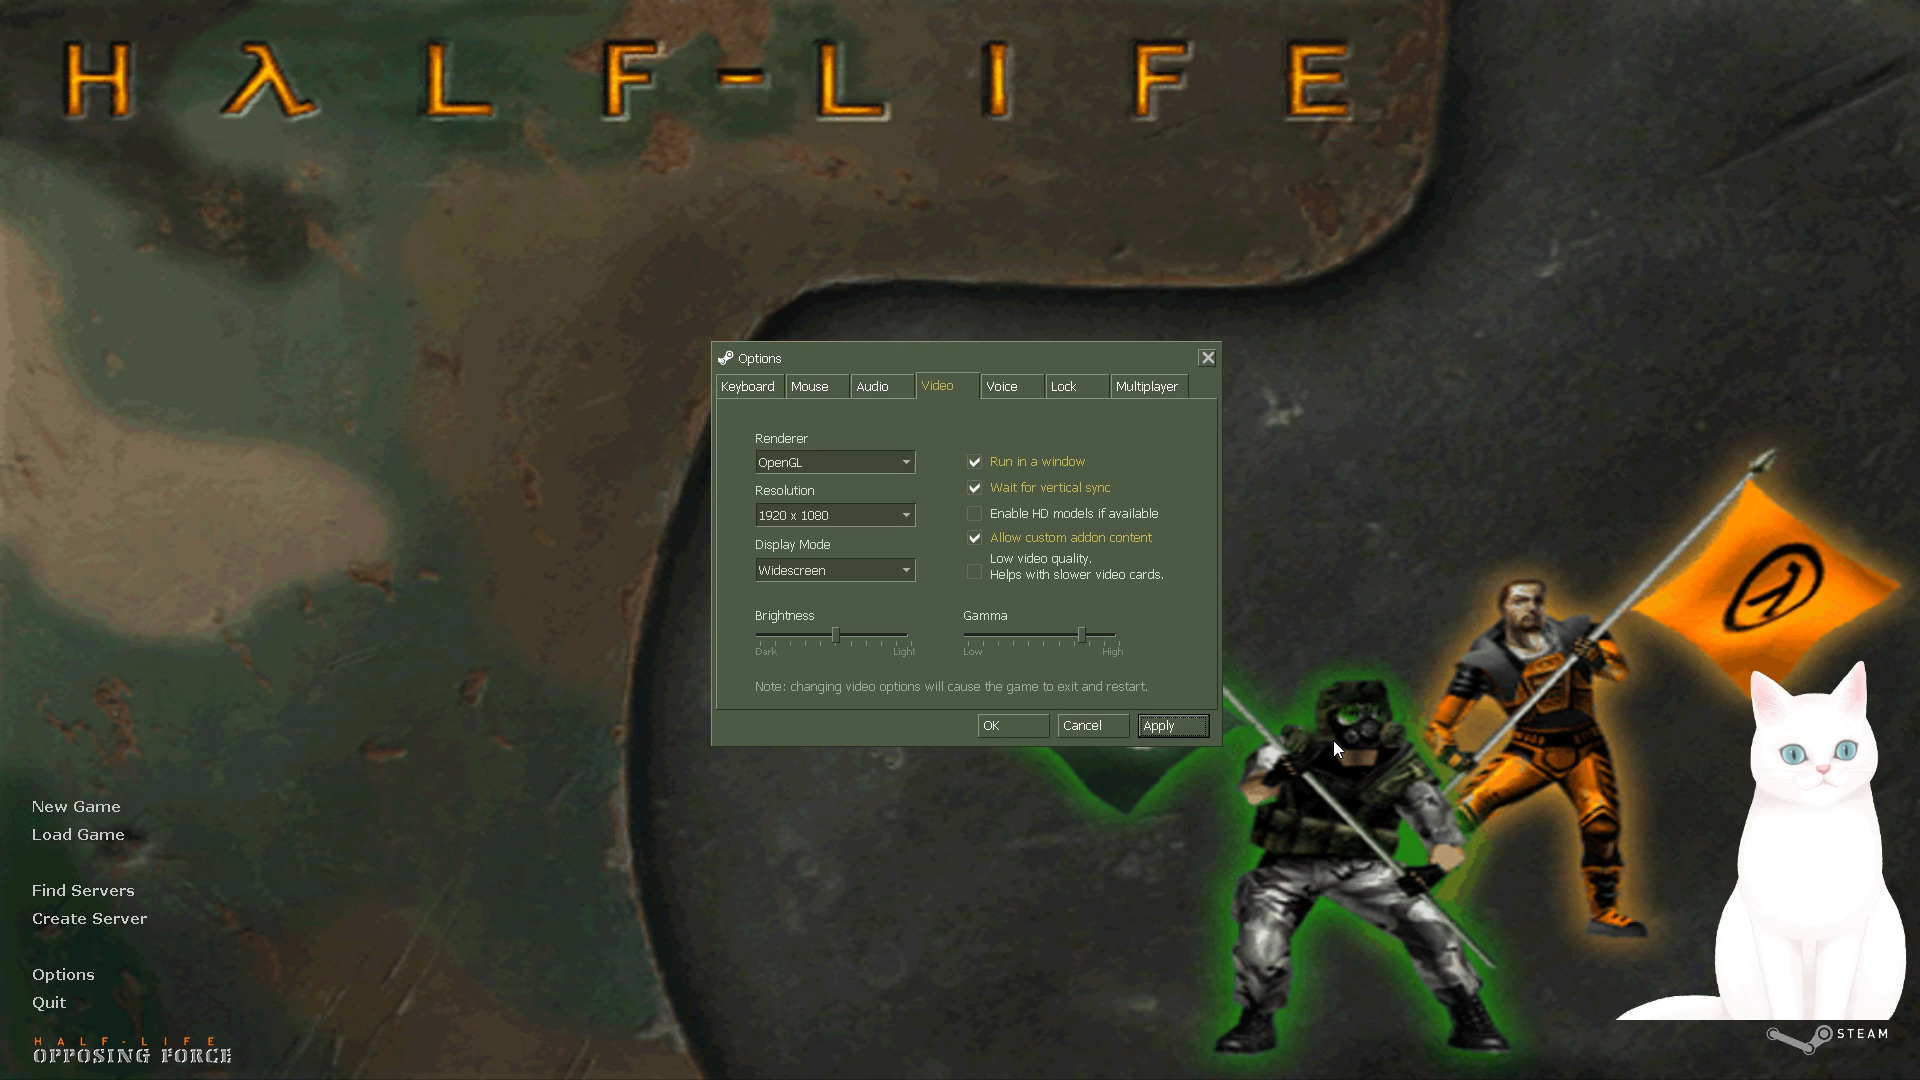 HλLF-LIFE
Options
Keyboard Mouse Audio Video Voice Lock Multiplayer
Renderer
OpenGL
Resolution
1920 x 1080
Display Mode
Widescreen
Run in a window
Wait for vertical sync
Enable HD models if available
Allow custom addon content
Low video quality.
Helps with slower video cards.
Brightness
Dark Light
Gamma
Low High
Note: changing video options will cause the game to exit and restart.
OK Cancel Apply
New Game
Load Game
Find Servers
Create Server
Options
Quit
HALF-LIFE
OPPOSING FORCE
STEAM